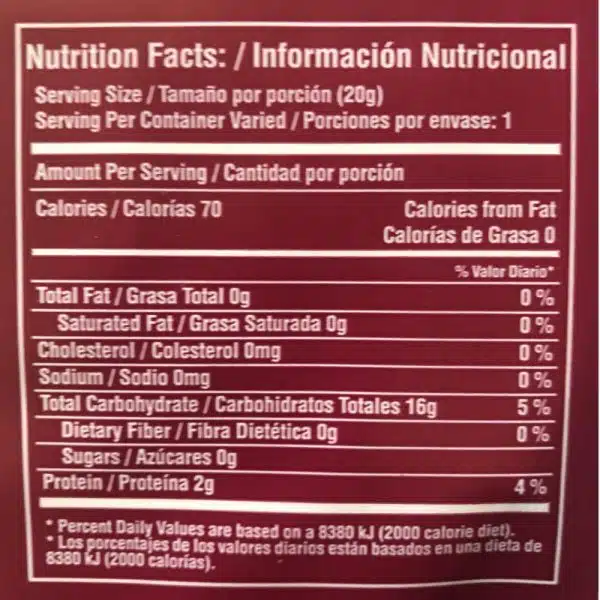 Nutrition Facts: / Información Nutricional
Serving Size / Tamaño por porción (20g)
Serving Per Container Varied / Porciones por envase: 1
Amount Per Serving / Cantidad por porción
Calories / Calorías 70 Calories from Fat
Calorías de Grasa 0
% Valor Diario*
Total Fat / Grasa Total 0g 0 %
Saturated Fat / Grasa Saturada 0g 0 %
Cholesterol / Colesterol 0mg 0 %
Sodium / Sodio 0mg 0 %
Total Carbohydrate / Carbohidratos Totales 16g 5 %
Dietary Fiber / Fibra Dietética 0g 0 %
Sugars / Azúcares 0g
Protein / Proteína 2g 4 %
* Percent Daily Values are based on a 8380 kJ (2000 calorie diet).
* Los porcentajes de los valores diarios están basados en una dieta de
8380 kJ (2000 calorías).